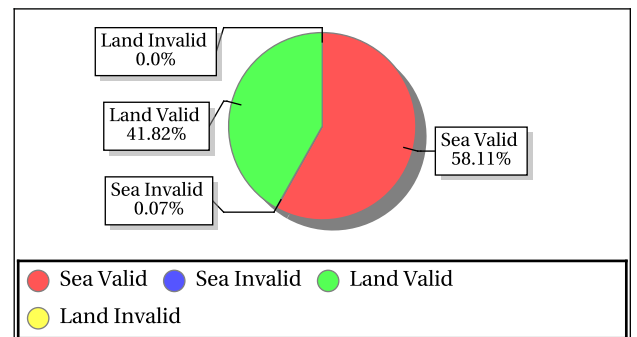 Land Invalid
0.0%
Land Valid
41.82%
Sea Valid
58.11%
Sea Invalid
0.07%
Sea Valid Sea Invalid Land Valid
Land Invalid